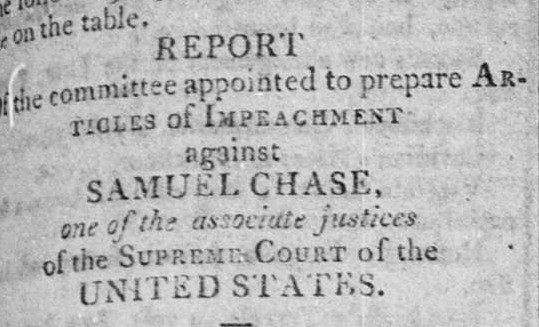 on the table.
REPORT
Of the committee appointed to prepare AR-
TICLES of IMPEACHMENT
against
SAMUEL CHASE,
one of the associate justices
of the SUPREME COURT of the
UNITED STATES.